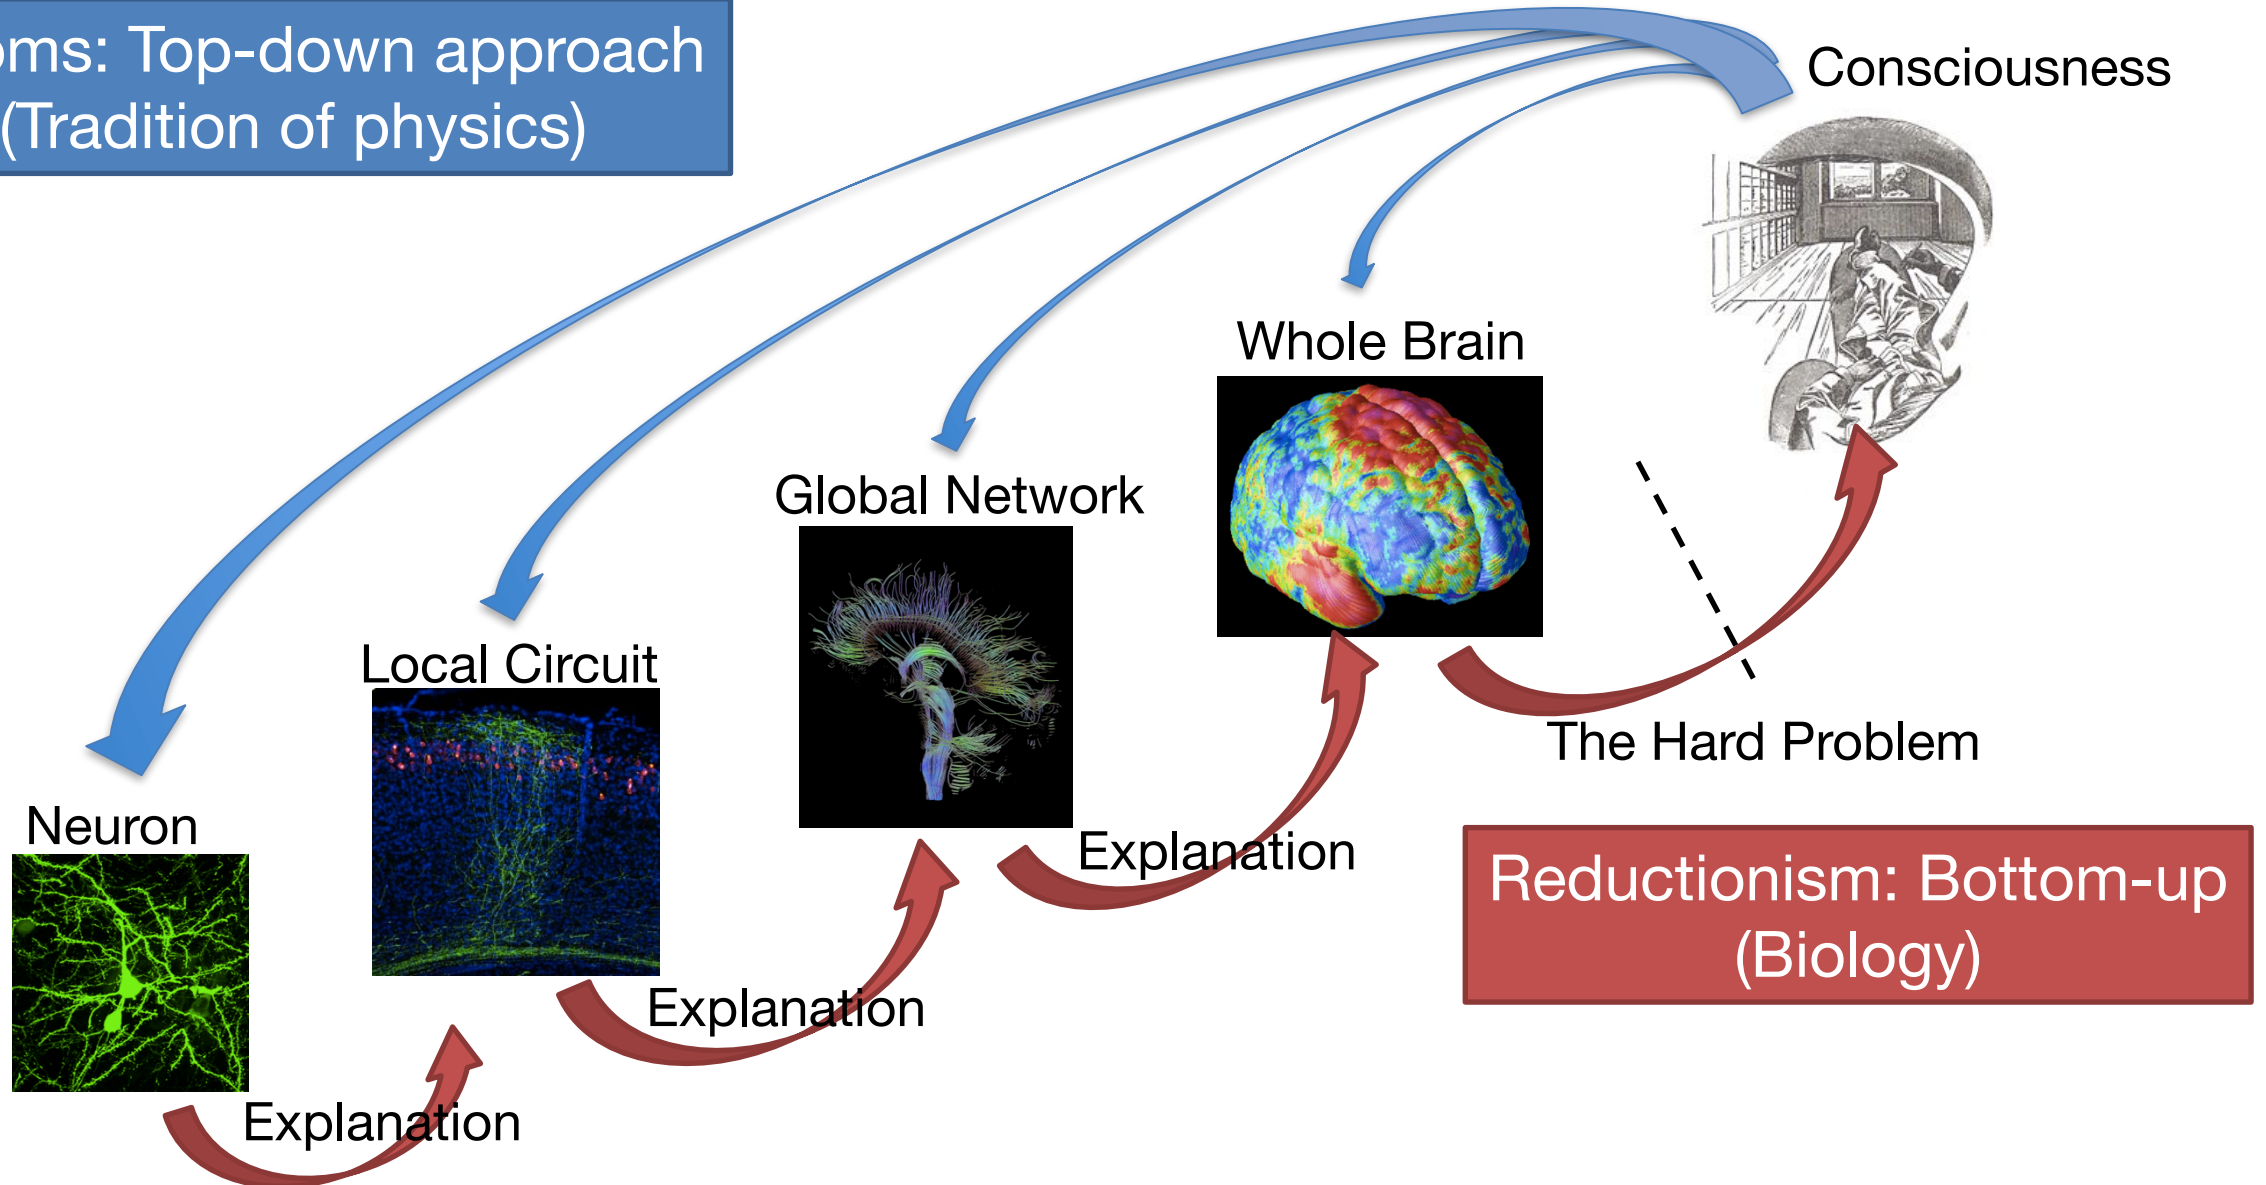 oms: Top-down approach
(Tradition of physics)
Consciousness
Whole Brain
Global Network
Local Circuit
The Hard Problem
Neuron
Explanation
Reductionism: Bottom-up
(Biology)
Explanation
Explanation